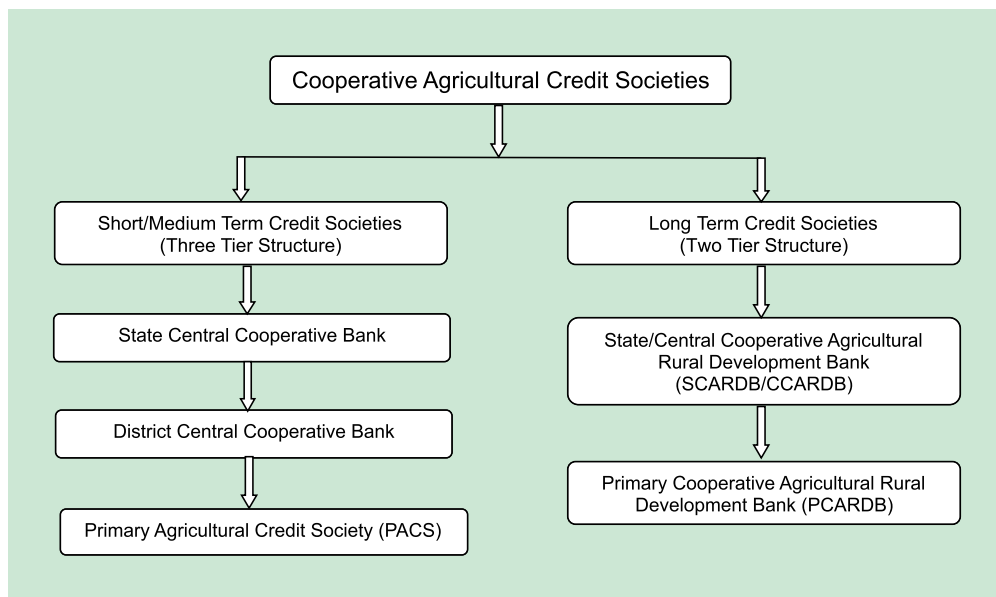 Cooperative Agricultural Credit Societies
Short/Medium Term Credit Societies
(Three Tier Structure)
State Central Cooperative Bank
District Central Cooperative Bank
Primary Agricultural Credit Society (PACS)
Long Term Credit Societies
(Two Tier Structure)
State/Central Cooperative Agricultural
Rural Development Bank
(SCARDB/CCARDB)
Primary Cooperative Agricultural Rural
Development Bank (PCARDB)